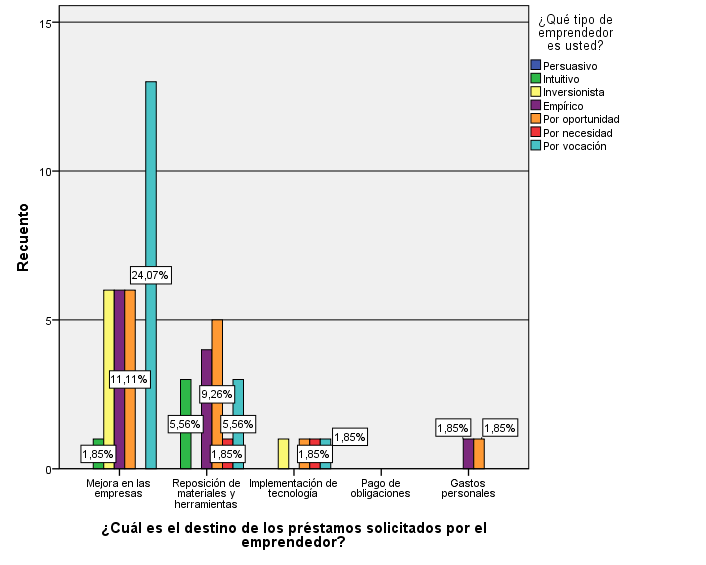 15
10
5
0
Recuento
24,07%
11,11%
1,85%
5,56%
9,26%
5,56%
1,85%
1,85%
1,85%
1,85%
1,85%
Mejora en las
empresas
Reposición de
materiales y
herramientas
Implementación de
tecnología
Pago de
obligaciones
Gastos
personales
¿Cuál es el destino de los préstamos solicitados por el
emprendedor?
¿Qué tipo de
emprendedor
es usted?
Persuasivo
Intuitivo
Inversionista
Empírico
Por oportunidad
Por necesidad
Por vocación